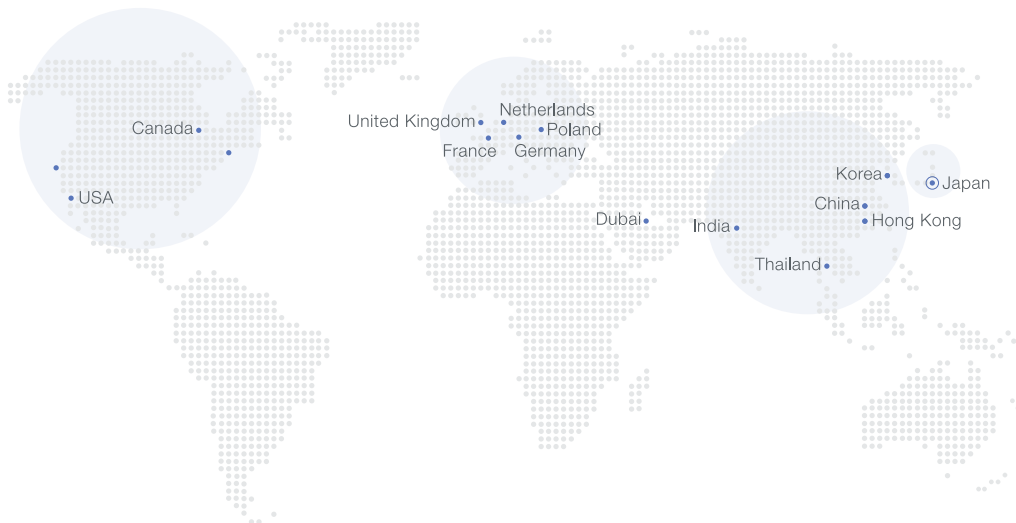 Canada
USA
United Kingdom
Netherlands
Poland
France
Germany
Dubai
India
Korea
Japan
China
Hong Kong
Thailand